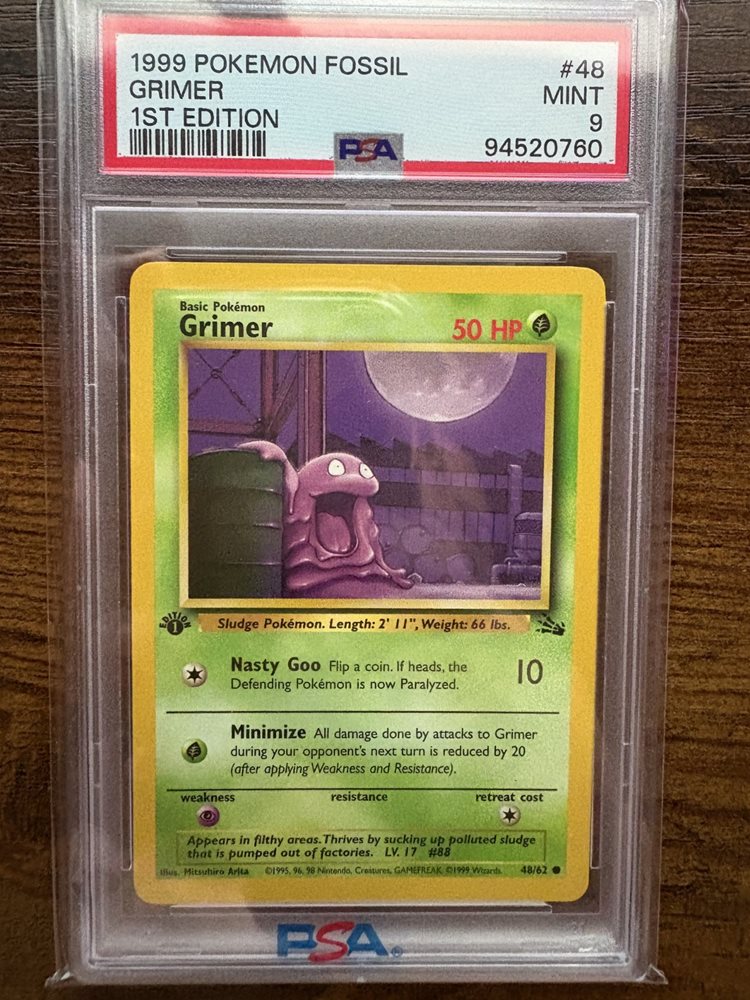 1999 POKEMON FOSSIL #48
GRIMER MINT
1ST EDITION 9
PSA 94520760
Basic Pokémon
Grimer 50 HP
EDITION 1
Sludge Pokémon. Length: 2' 11", Weight: 66 lbs.
Nasty Goo Flip a coin. If heads, the 10
Defending Pokémon is now Paralyzed.
Minimize All damage done by attacks to Grimer
during your opponent's next turn is reduced by 20
(after applying Weakness and Resistance).
weakness resistance retreat cost
Appears in filthy areas. Thrives by sucking up polluted sludge
that is pumped out of factories. LV. 17 #88
Illus. Mitsuhiro Arita ©1995, 96, 98 Nintendo, Creatures, GAMEFREAK. ©1999 Wizards. 48/62
PSA®